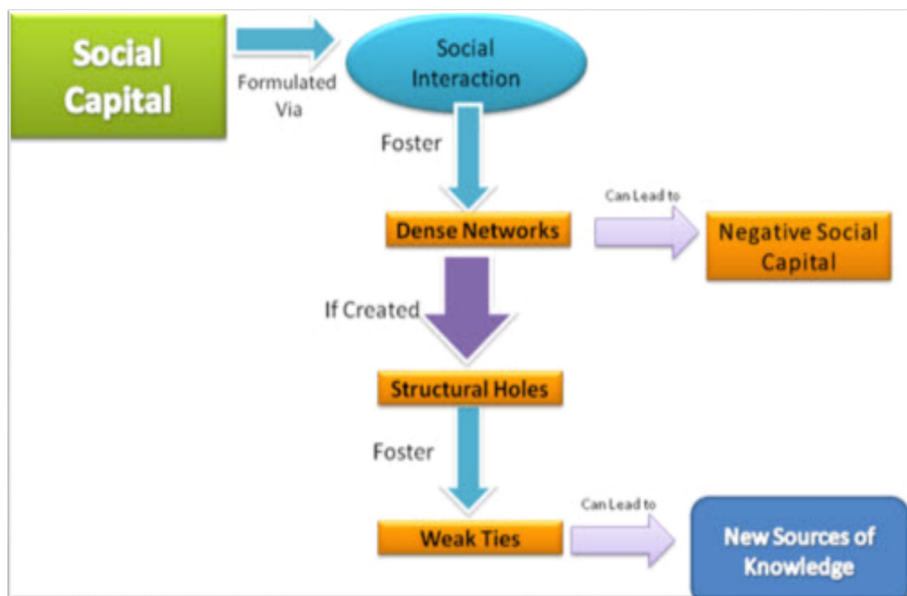 Social
Capital
Formulated
Via
Social
Interaction
Foster
Dense Networks
Can Lead to
Negative Social
Capital
If Created
Structural Holes
Foster
Weak Ties
Can Lead to
New Sources of
Knowledge